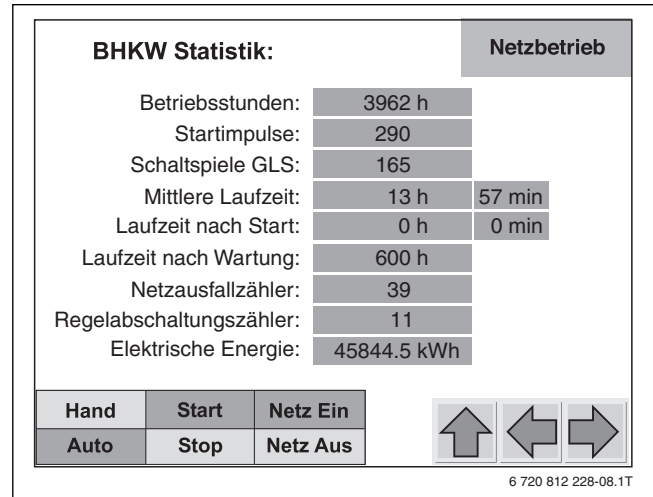 BHKW Statistik: Netzbetrieb
Betriebsstunden: 3962 h
Startimpulse: 290
Schaltspiele GLS: 165
Mittlere Laufzeit: 13 h 57 min
Laufzeit nach Start: 0 h 0 min
Laufzeit nach Wartung: 600 h
Netzausfallzähler: 39
Regelabschaltungszähler: 11
Elektrische Energie: 45844.5 kWh
Hand Start Netz Ein
Auto Stop Netz Aus
6 720 812 228-08.1T